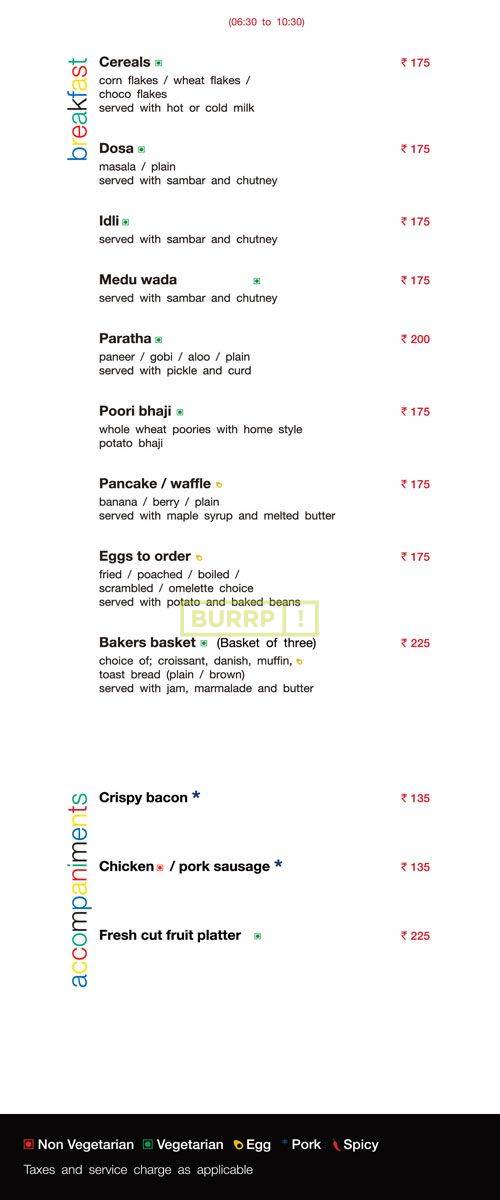 (06:30 to 10:30)
breakfast
Cereals ₹ 175
corn flakes / wheat flakes /
choco flakes
served with hot or cold milk
Dosa ₹ 175
masala / plain
served with sambar and chutney
Idli ₹ 175
served with sambar and chutney
Medu wada ₹ 175
served with sambar and chutney
Paratha ₹ 200
paneer / gobi / aloo / plain
served with pickle and curd
Poori bhaji ₹ 175
whole wheat poories with home style
potato bhaji
Pancake / waffle ₹ 175
banana / berry / plain
served with maple syrup and melted butter
Eggs to order ₹ 175
fried / poached / boiled /
scrambled / omelette choice
served with potato and baked beans
BURRP !
Bakers basket (Basket of three) ₹ 225
choice of; croissant, danish, muffin,
toast bread (plain / brown)
served with jam, marmalade and butter
accompaniments
Crispy bacon * ₹ 135
Chicken / pork sausage * ₹ 135
Fresh cut fruit platter ₹ 225
Non Vegetarian Vegetarian Egg * Pork Spicy
Taxes and service charge as applicable